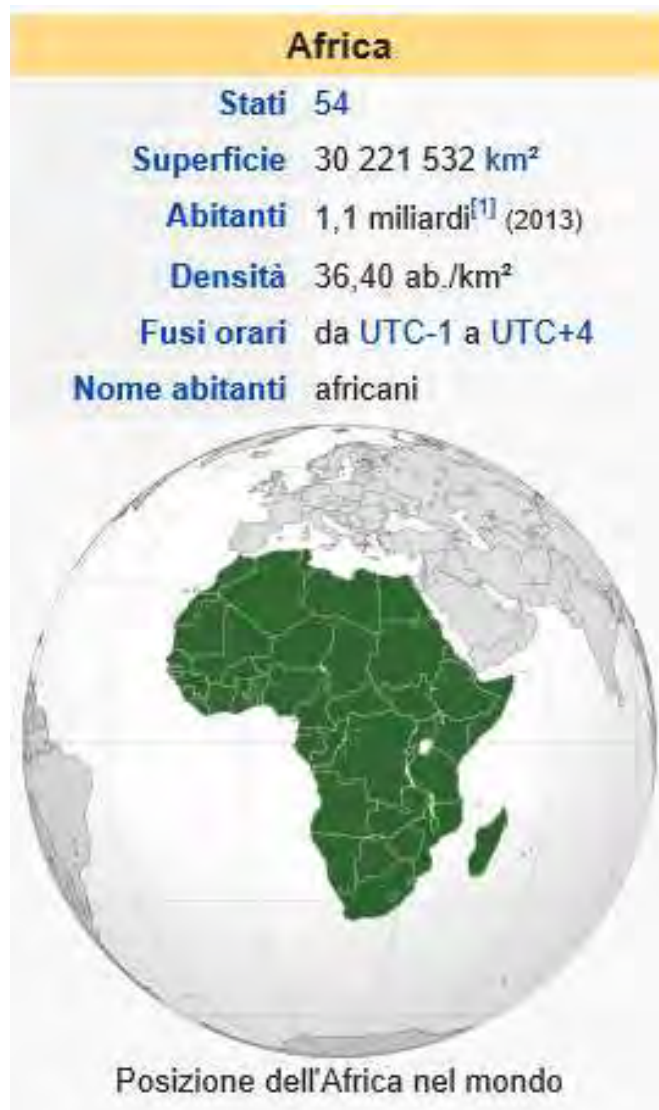 Africa
Stati 54
Superficie 30 221 532 km²
Abitanti 1,1 miliardi[1] (2013)
Densità 36,40 ab./km²
Fusi orari da UTC-1 a UTC+4
Nome abitanti africani
Posizione dell'Africa nel mondo